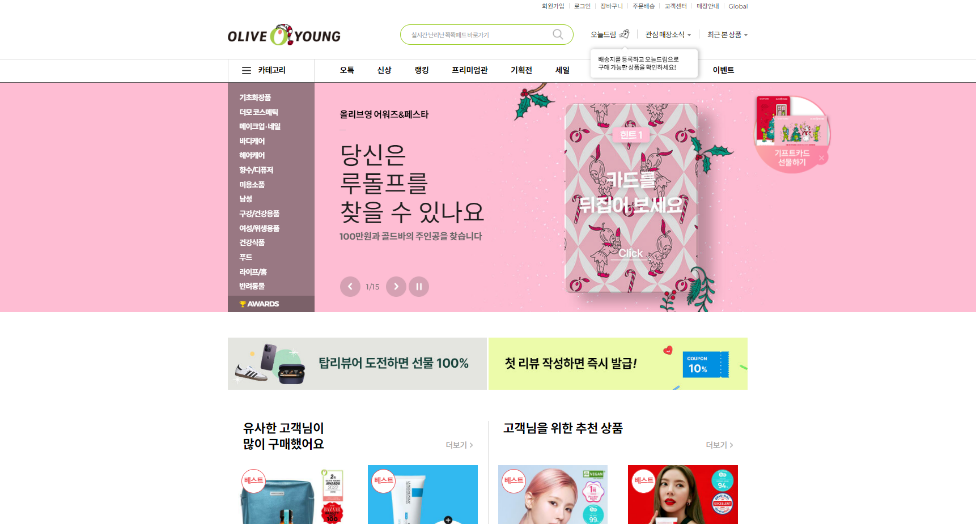 회원가입
로그인
장바구니
주문배송
고객센터
매장안내
Global
OLIVE YOUNG
오늘드림
관심 매장소식
최근 본 상품
배송지를 등록하고 오늘드림으로
구매 가능한 상품을 확인하세요!
카테고리
오특
신상
랭킹
프리미엄관
기획전
세일
이벤트
기초화장품
더모 코스메틱
메이크업·네일
바디케어
헤어케어
향수/디퓨저
미용소품
남성
구강/건강용품
여성/위생용품
건강식품
푸드
라이프/홈
반려동물
AWARDS
올리브영 어워즈&페스타
당신은
루돌프를
찾을 수 있나요
100만원과 골드바의 주인공을 찾습니다
1/15
힌트 1
카드를
뒤집어 보세요
Click
기프트카드
선물하기
탑리뷰어 도전하면 선물 100%
첫 리뷰 작성하면 즉시 발급!
COUPON
10%
유사한 고객님이
많이 구매했어요
더보기
고객님을 위한 추천 상품
더보기
베스트
베스트
베스트
베스트